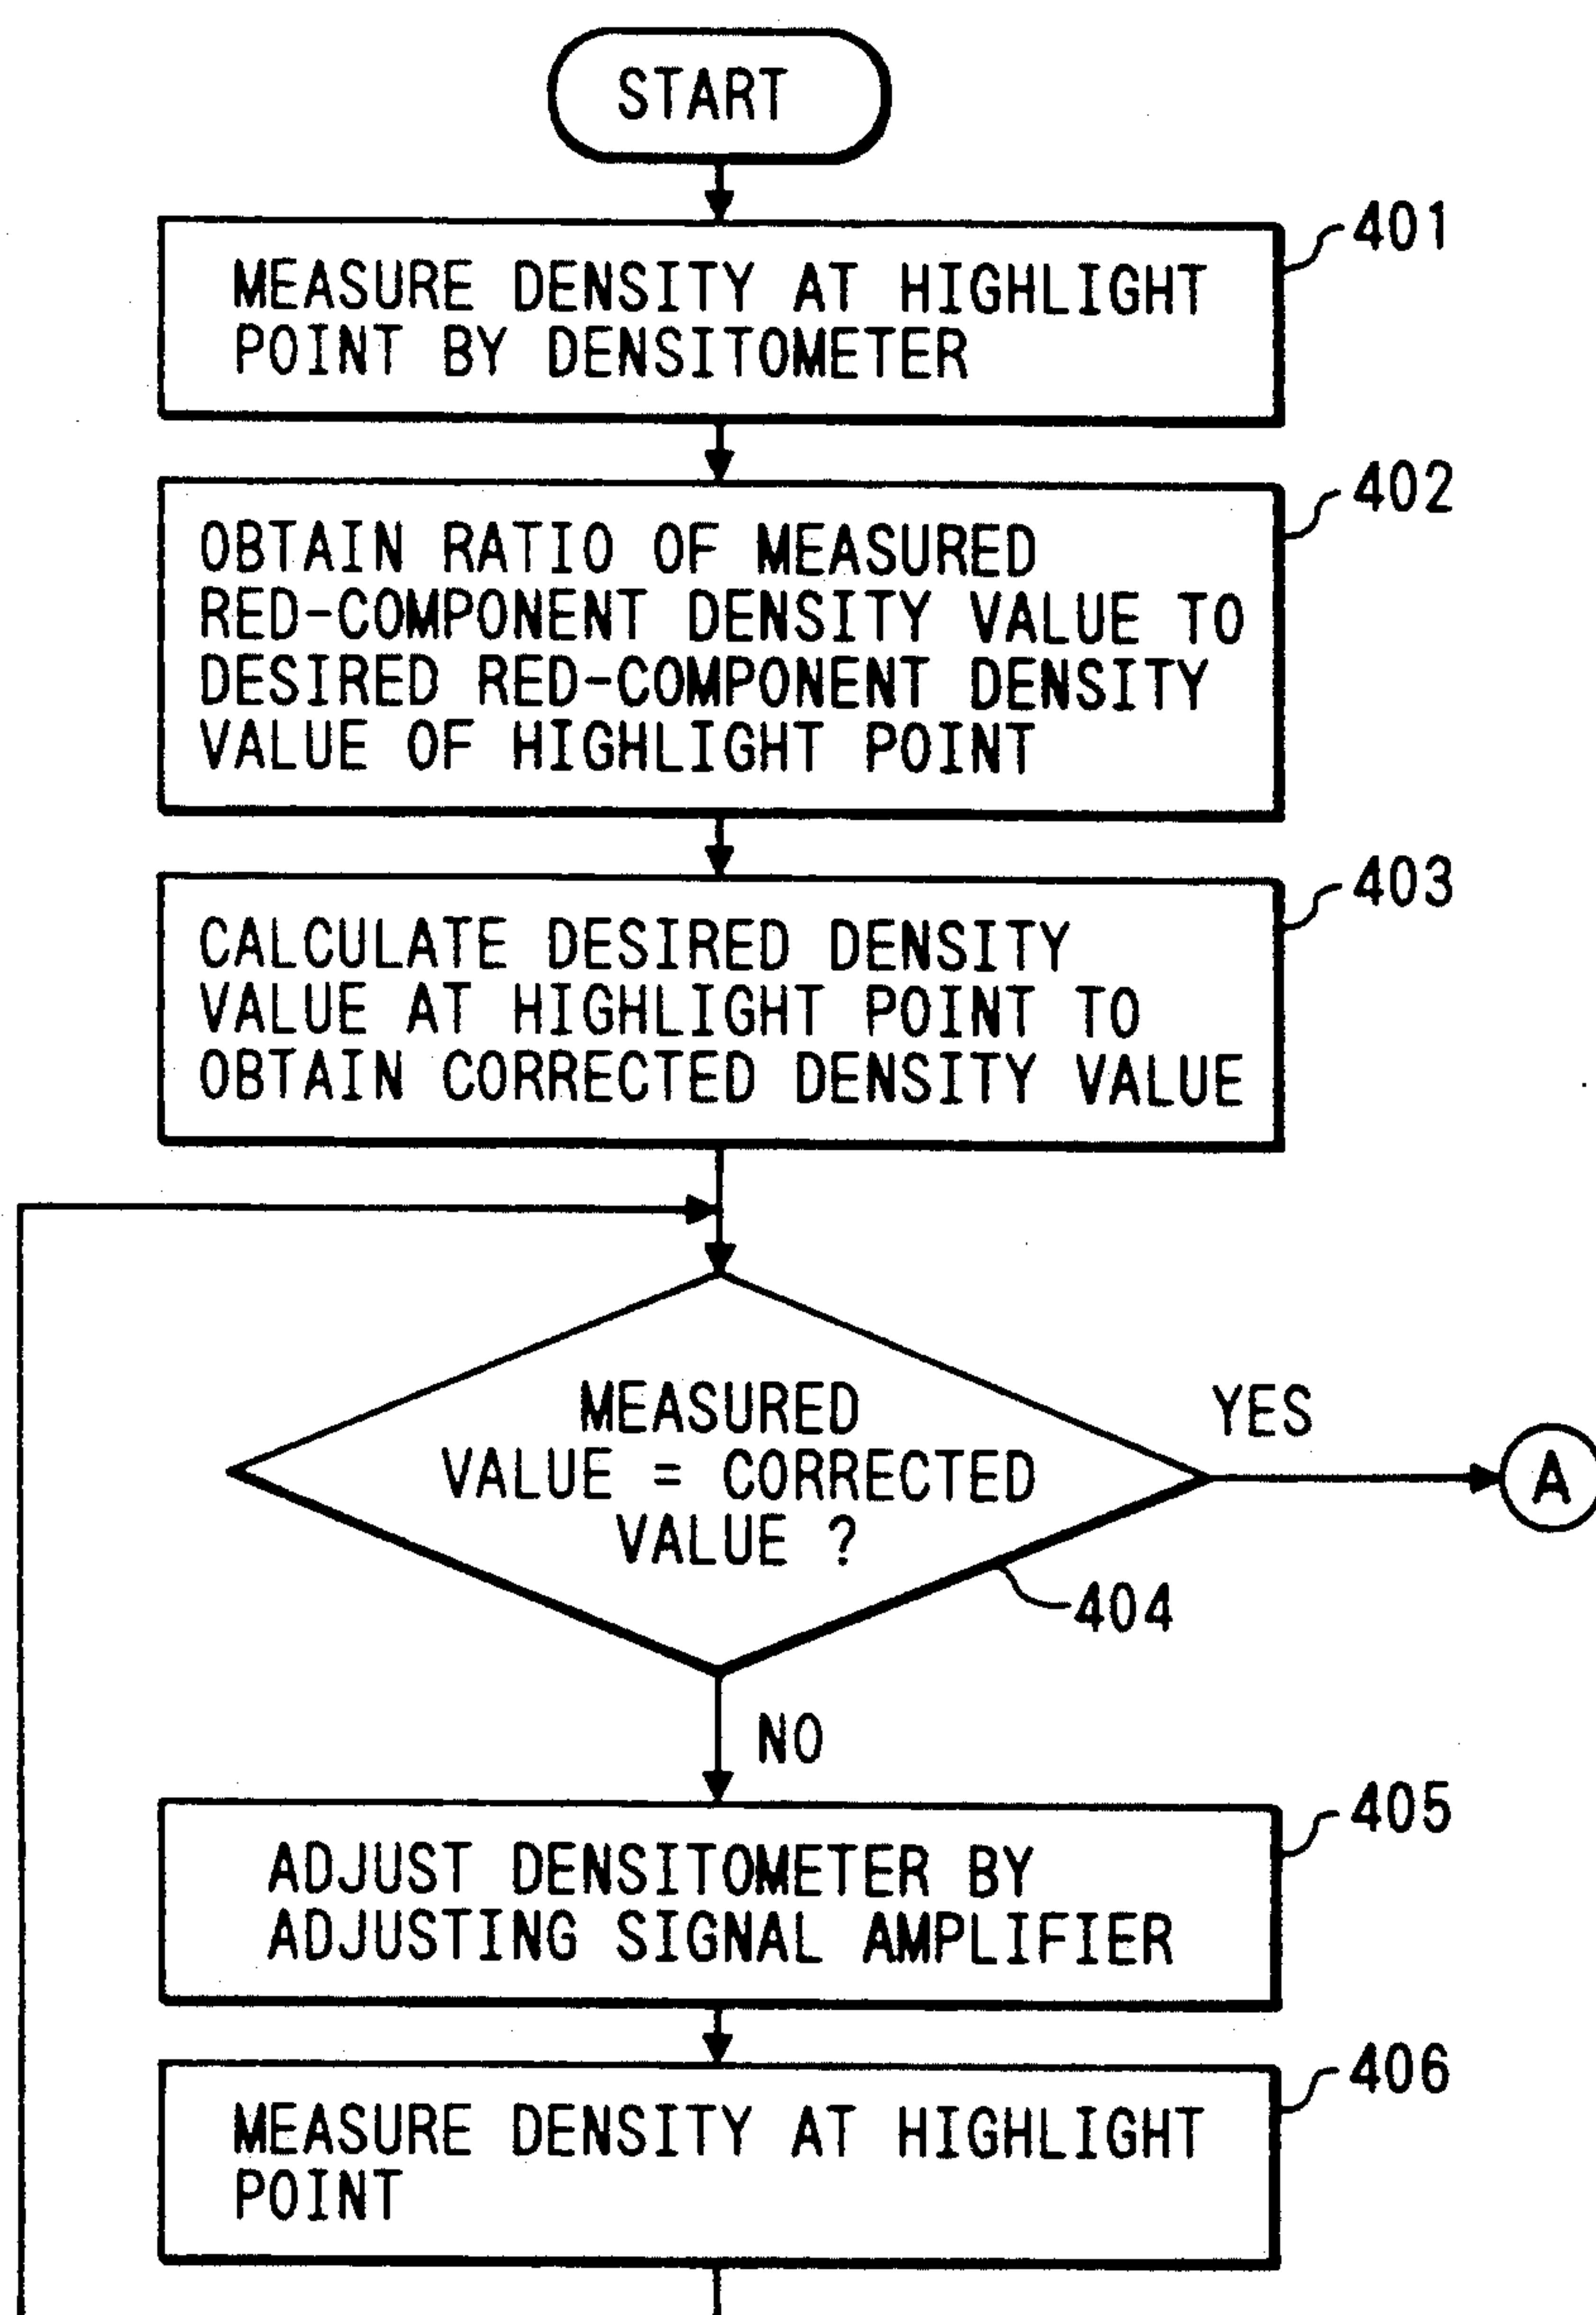 START
401
MEASURE DENSITY AT HIGHLIGHT
POINT BY DENSITOMETER
402
OBTAIN RATIO OF MEASURED
RED-COMPONENT DENSITY VALUE TO
DESIRED RED-COMPONENT DENSITY
VALUE OF HIGHLIGHT POINT
403
CALCULATE DESIRED DENSITY
VALUE AT HIGHLIGHT POINT TO
OBTAIN CORRECTED DENSITY VALUE
MEASURED
VALUE = CORRECTED
VALUE ?
YES
A
404
NO
405
ADJUST DENSITOMETER BY
ADJUSTING SIGNAL AMPLIFIER
406
MEASURE DENSITY AT HIGHLIGHT
POINT